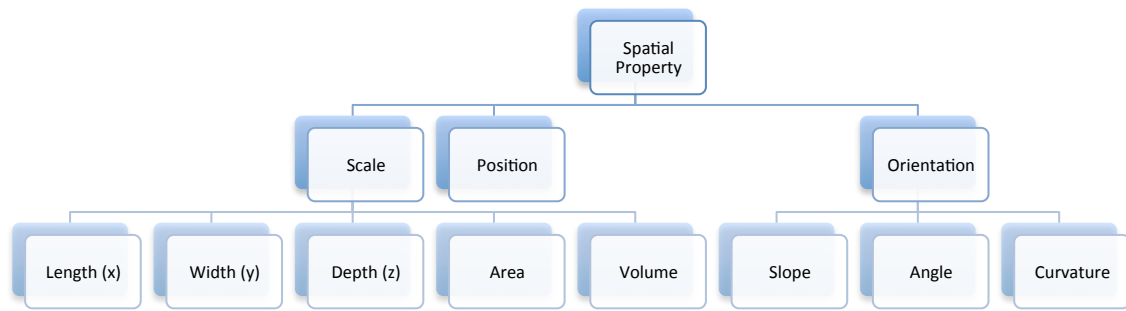 Spatial
Property
Scale
Position
Orientation
Length (x)
Width (y)
Depth (z)
Area
Volume
Slope
Angle
Curvature